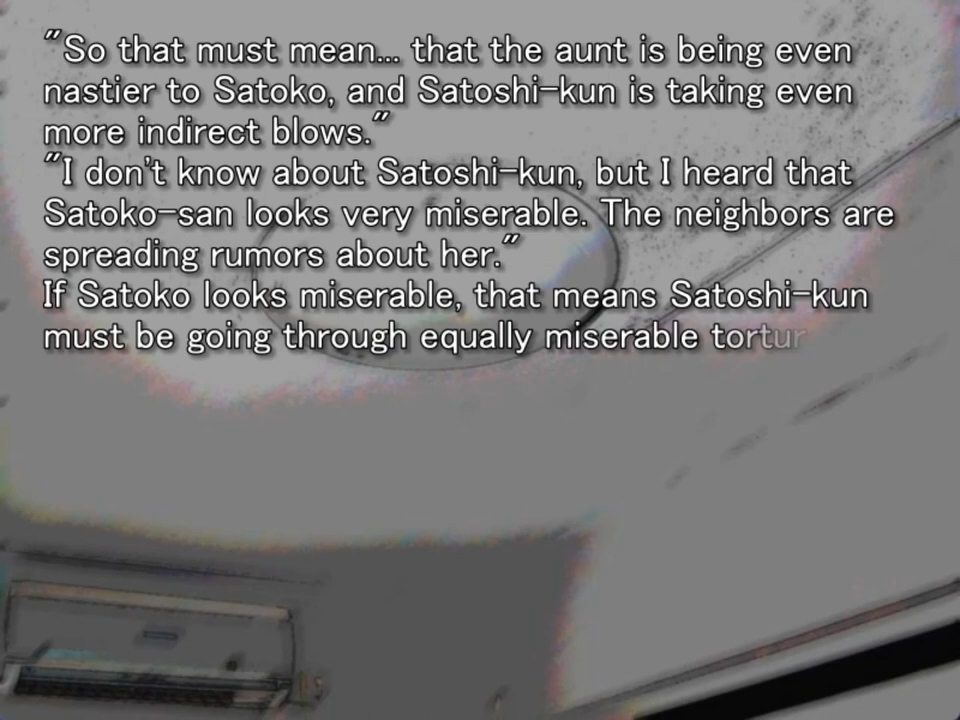 "So that must mean... that the aunt is being even
nastier to Satoko, and Satoshi-kun is taking even
more indirect blows."
"I don't know about Satoshi-kun, but I heard that
Satoko-san looks very miserable. The neighbors are
spreading rumors about her."
If Satoko looks miserable, that means Satoshi-kun
must be going through equally miserable tortur